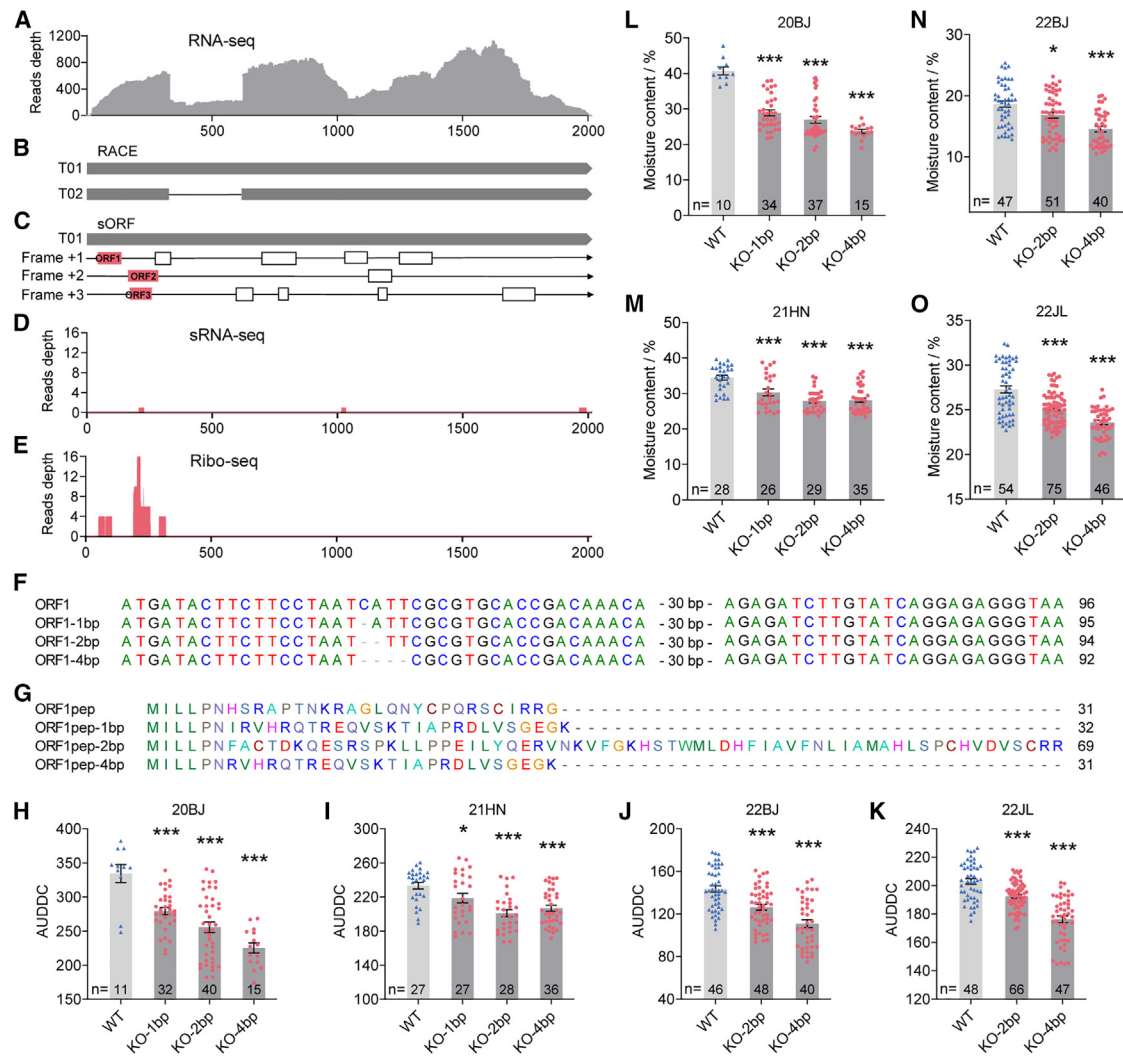 A
RNA-seq
Reads depth
1200
800
400
0
500
1000
1500
2000
B
RACE
T01
T02
C
sORF
T01
Frame +1
ORF1
Frame +2
ORF2
Frame +3
ORF3
D
sRNA-seq
Reads depth
16
12
8
4
0
0
500
1000
1500
2000
E
Ribo-seq
Reads depth
16
12
8
4
0
0
500
1000
1500
2000
L
20BJ
Moisture content / %
50
40
30
20
10
0
***
***
***
n= 10 34 37 15
WT
KO-1bp
KO-2bp
KO-4bp
N
22BJ
Moisture content / %
30
20
10
*
***
n= 47 51 40
WT
KO-2bp
KO-4bp
M
21HN
Moisture content / %
50
40
30
20
10
0
***
***
***
n= 28 26 29 35
WT
KO-1bp
KO-2bp
KO-4bp
O
22JL
Moisture content / %
35
30
25
20
15
***
***
n= 54 75 46
WT
KO-2bp
KO-4bp
F
ORF1 ATGATACTTCTTCCTAATCATTCGCGTGCACCGACAAACA - 30 bp - AGAGATCTTGTATCAGGAGAGGGTAA 96
ORF1-1bp ATGATACTTCTTCCTAAT-ATTCGCGTGCACCGACAAACA - 30 bp - AGAGATCTTGTATCAGGAGAGGGTAA 95
ORF1-2bp ATGATACTTCTTCCTAAT--TTCGCGTGCACCGACAAACA - 30 bp - AGAGATCTTGTATCAGGAGAGGGTAA 94
ORF1-4bp ATGATACTTCTTCCTAAT----CGCGTGCACCGACAAACA - 30 bp - AGAGATCTTGTATCAGGAGAGGGTAA 92
G
ORF1pep MILLPNHSRAPTNKRAGLQNYCPQRSCIRRG-------------------------------------- 31
ORF1pep-1bp MILLPNIRVHRQTREQVSKTIAPRDLVSGEGK------------------------------------- 32
ORF1pep-2bp MILLPNFACTDKQESRSPKLLPPEILYQERVNKVFGKHSTWMLDHFIAVFNLIAMAHLSPCHVDVSCRR 69
ORF1pep-4bp MILLPNRVHRQTREQVSKTIAPRDLVSGEGK-------------------------------------- 31
H
20BJ
AUDDC
400
350
300
250
200
150
***
***
***
n= 11 32 40 15
WT
KO-1bp
KO-2bp
KO-4bp
I
21HN
AUDDC
300
260
220
180
140
100
*
***
***
n= 27 27 28 36
WT
KO-1bp
KO-2bp
KO-4bp
J
22BJ
AUDDC
200
160
120
80
40
***
***
n= 46 48 40
WT
KO-2bp
KO-4bp
K
22JL
AUDDC
240
220
200
180
160
140
120
***
***
n= 48 66 47
WT
KO-2bp
KO-4bp